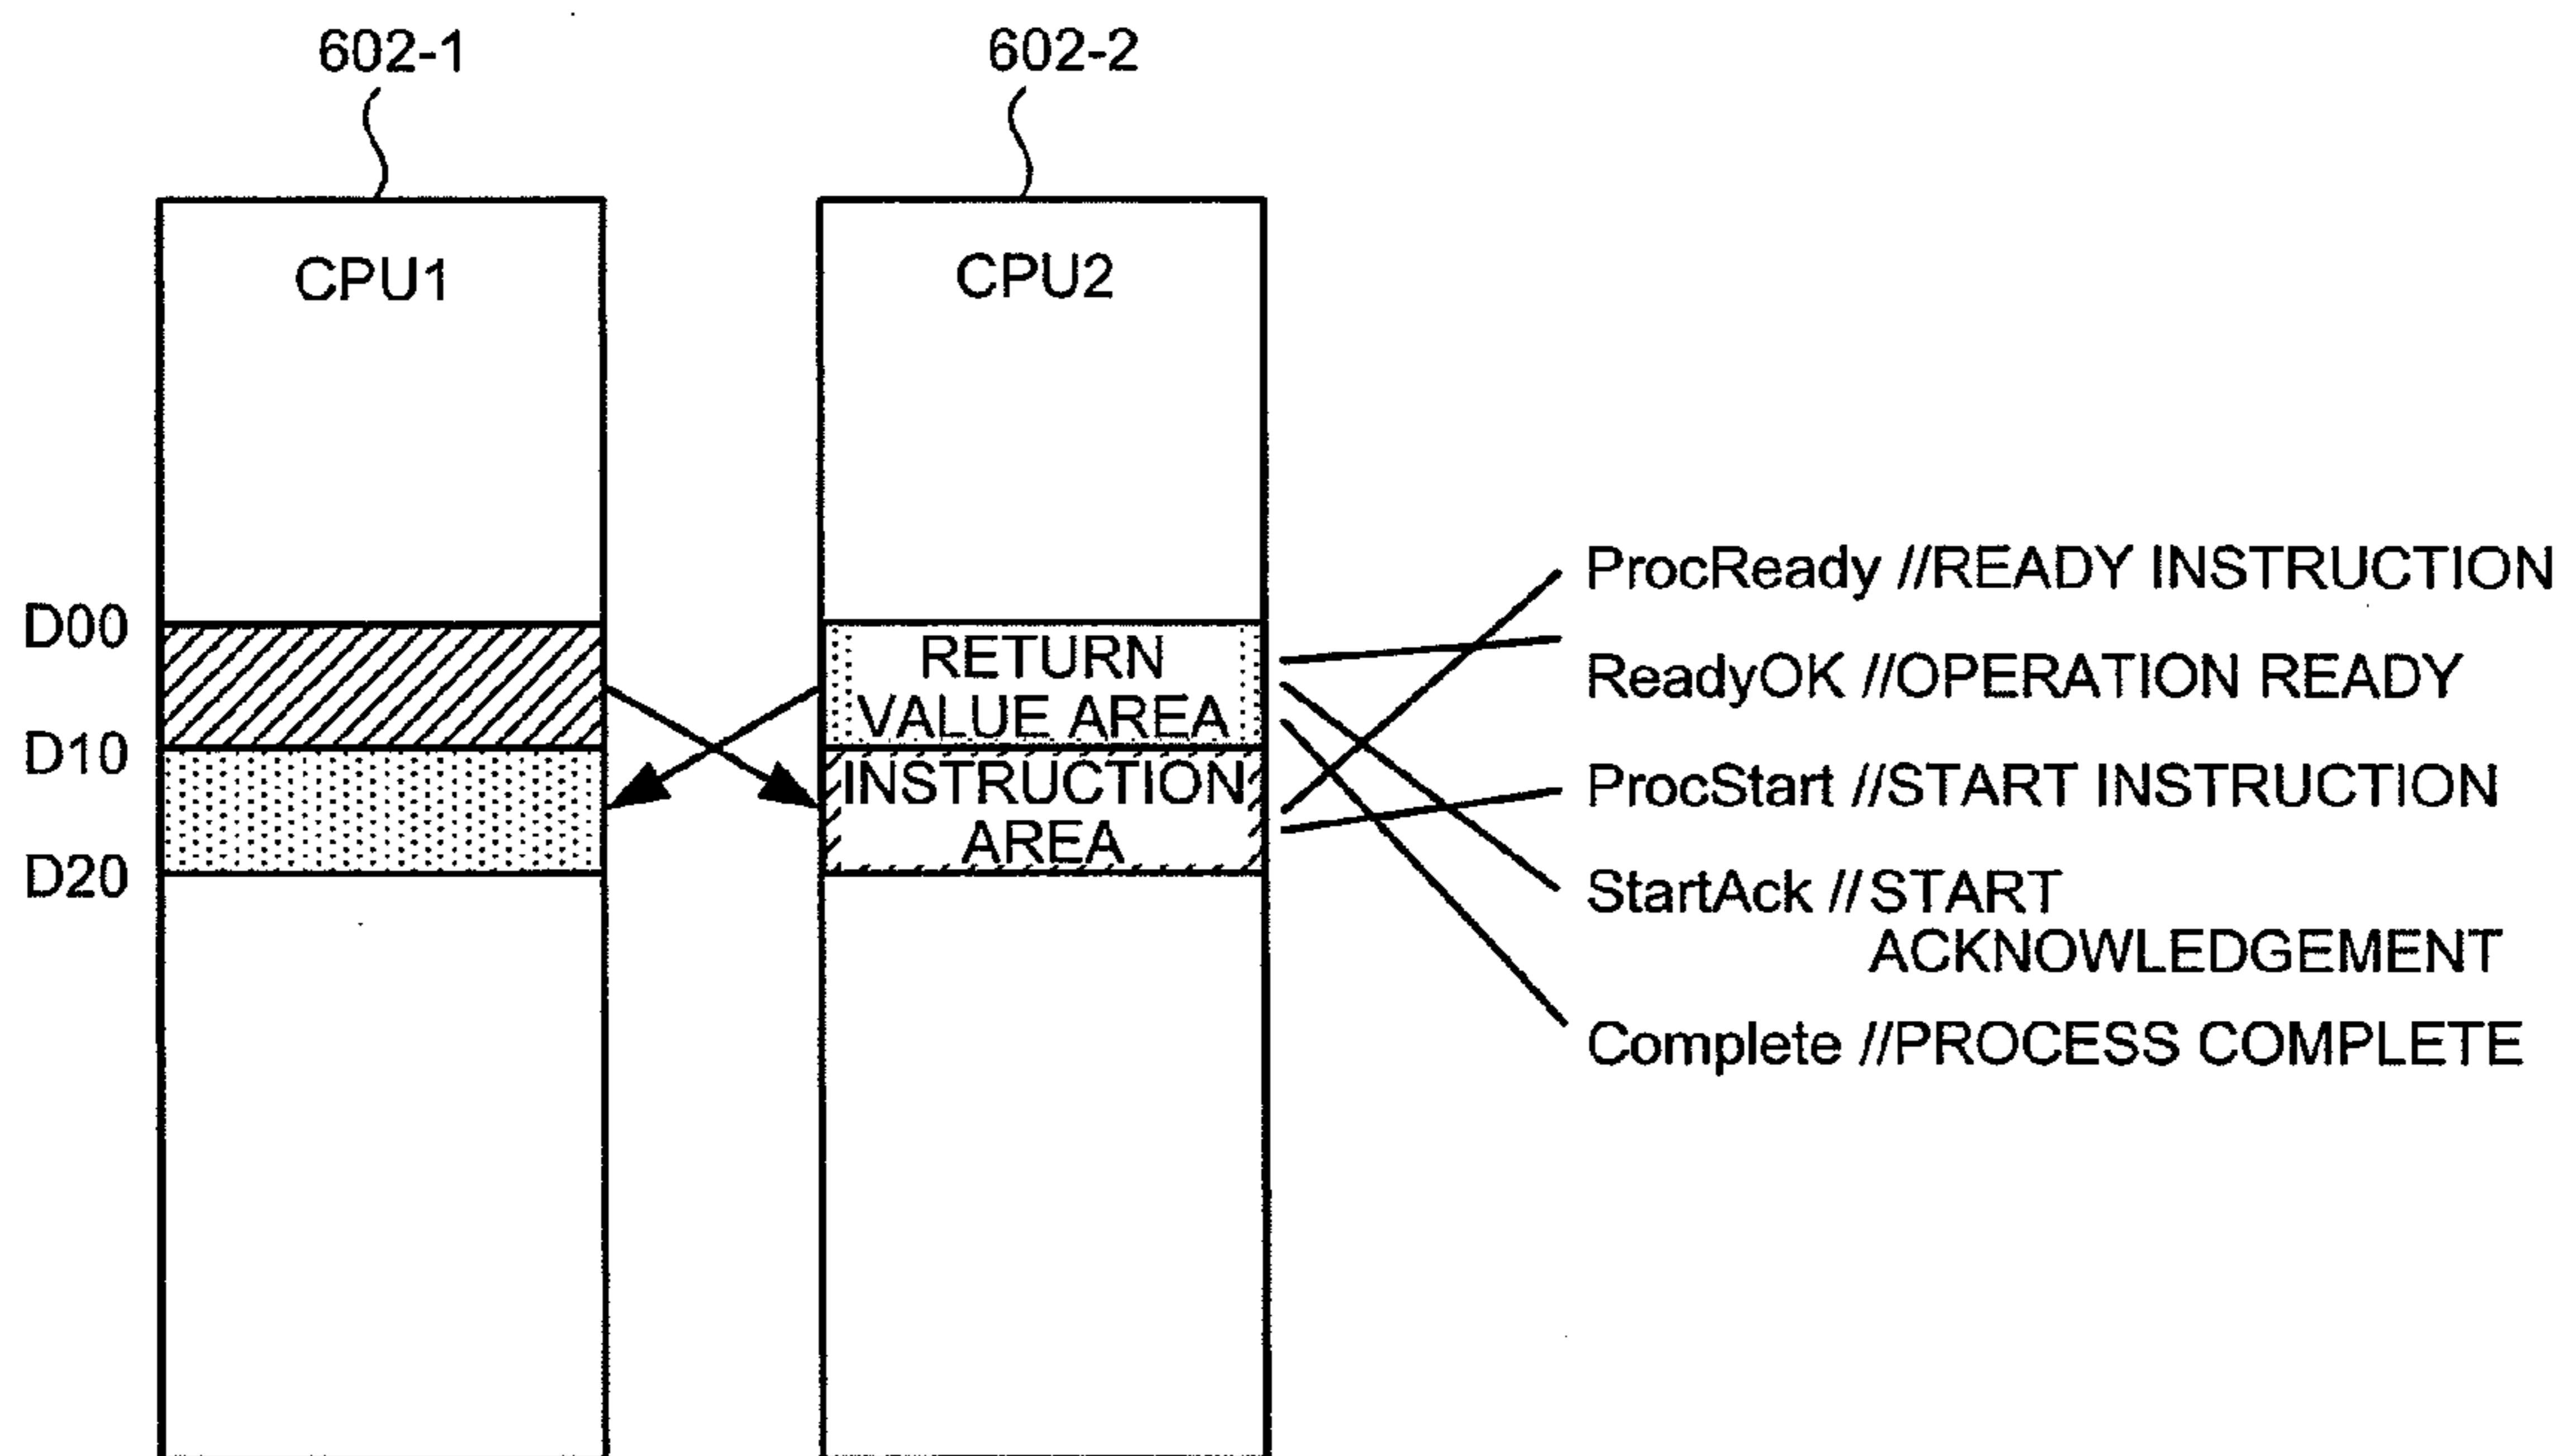 602-1
602-2
CPU1
CPU2
D00
D10
D20
RETURN
VALUE AREA
INSTRUCTION
AREA
ProcReady //READY INSTRUCTION
ReadyOK //OPERATION READY
ProcStart //START INSTRUCTION
StartAck //START
ACKNOWLEDGEMENT
Complete //PROCESS COMPLETE